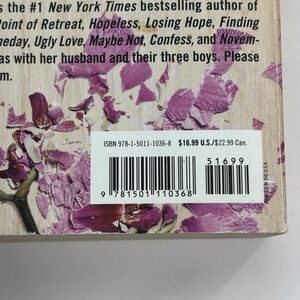 s the #1 New York Times bestselling author of
Point of Retreat, Hopeless, Losing Hope, Finding
meday, Ugly Love, Maybe Not, Confess, and Novem-
as with her husband and their three boys. Please
m.
ISBN 978-1-5011-1036-8 $16.99 U.S./$22.99 Can.
51699
9 781501 110368